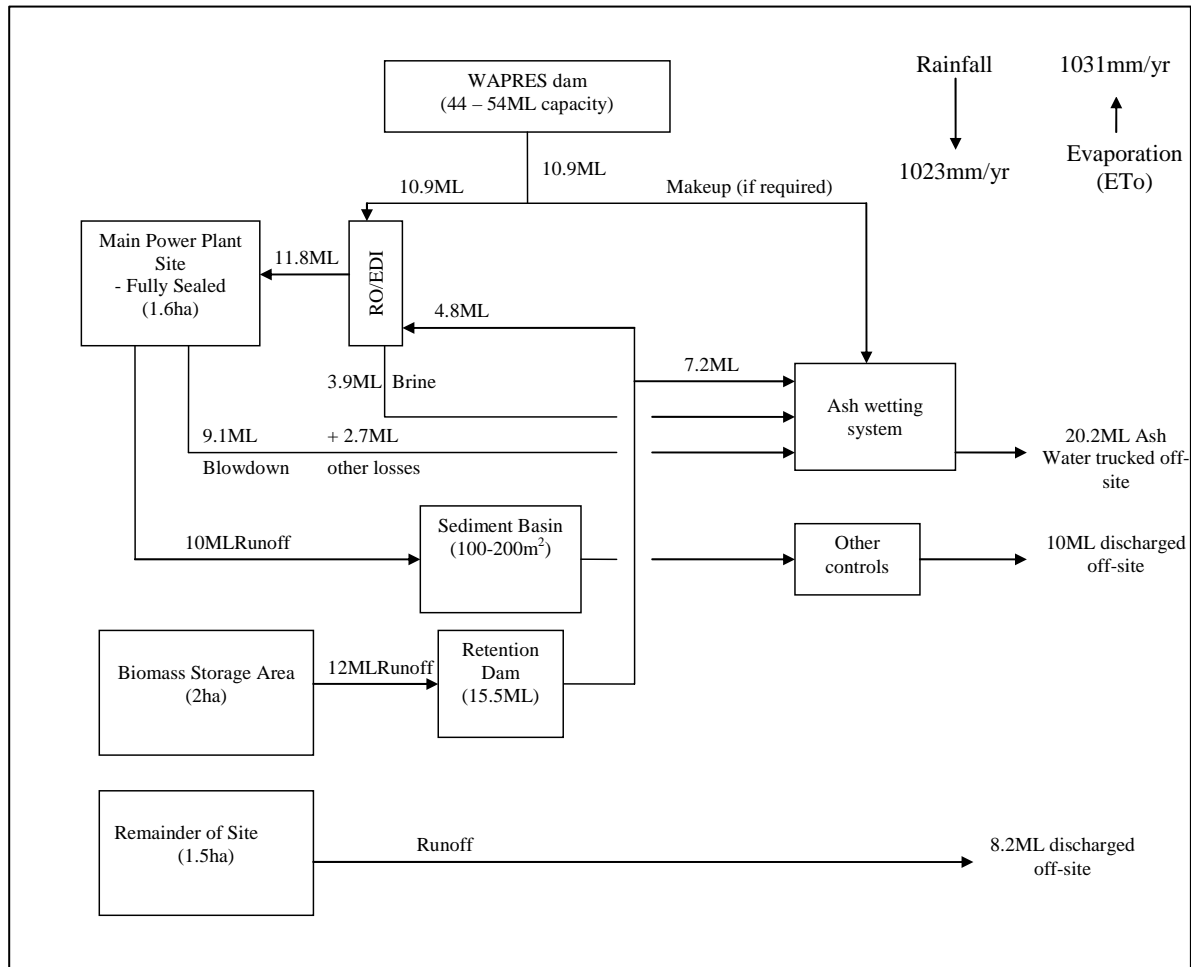 WAPRES dam
(44 – 54ML capacity)
Rainfall
1031mm/yr
1023mm/yr
Evaporation
(ETo)
10.9ML
10.9ML
Makeup (if required)
Main Power Plant
Site
- Fully Sealed
(1.6ha)
11.8ML
RO/EDI
4.8ML
3.9ML Brine
7.2ML
Ash wetting
system
9.1ML + 2.7ML
Blowdown other losses
20.2ML Ash
Water trucked off-
site
10MLRunoff
Sediment Basin
(100-200m²)
Other
controls
10ML discharged
off-site
Biomass Storage Area
(2ha)
12MLRunoff
Retention
Dam
(15.5ML)
Remainder of Site
(1.5ha)
Runoff
8.2ML discharged
off-site